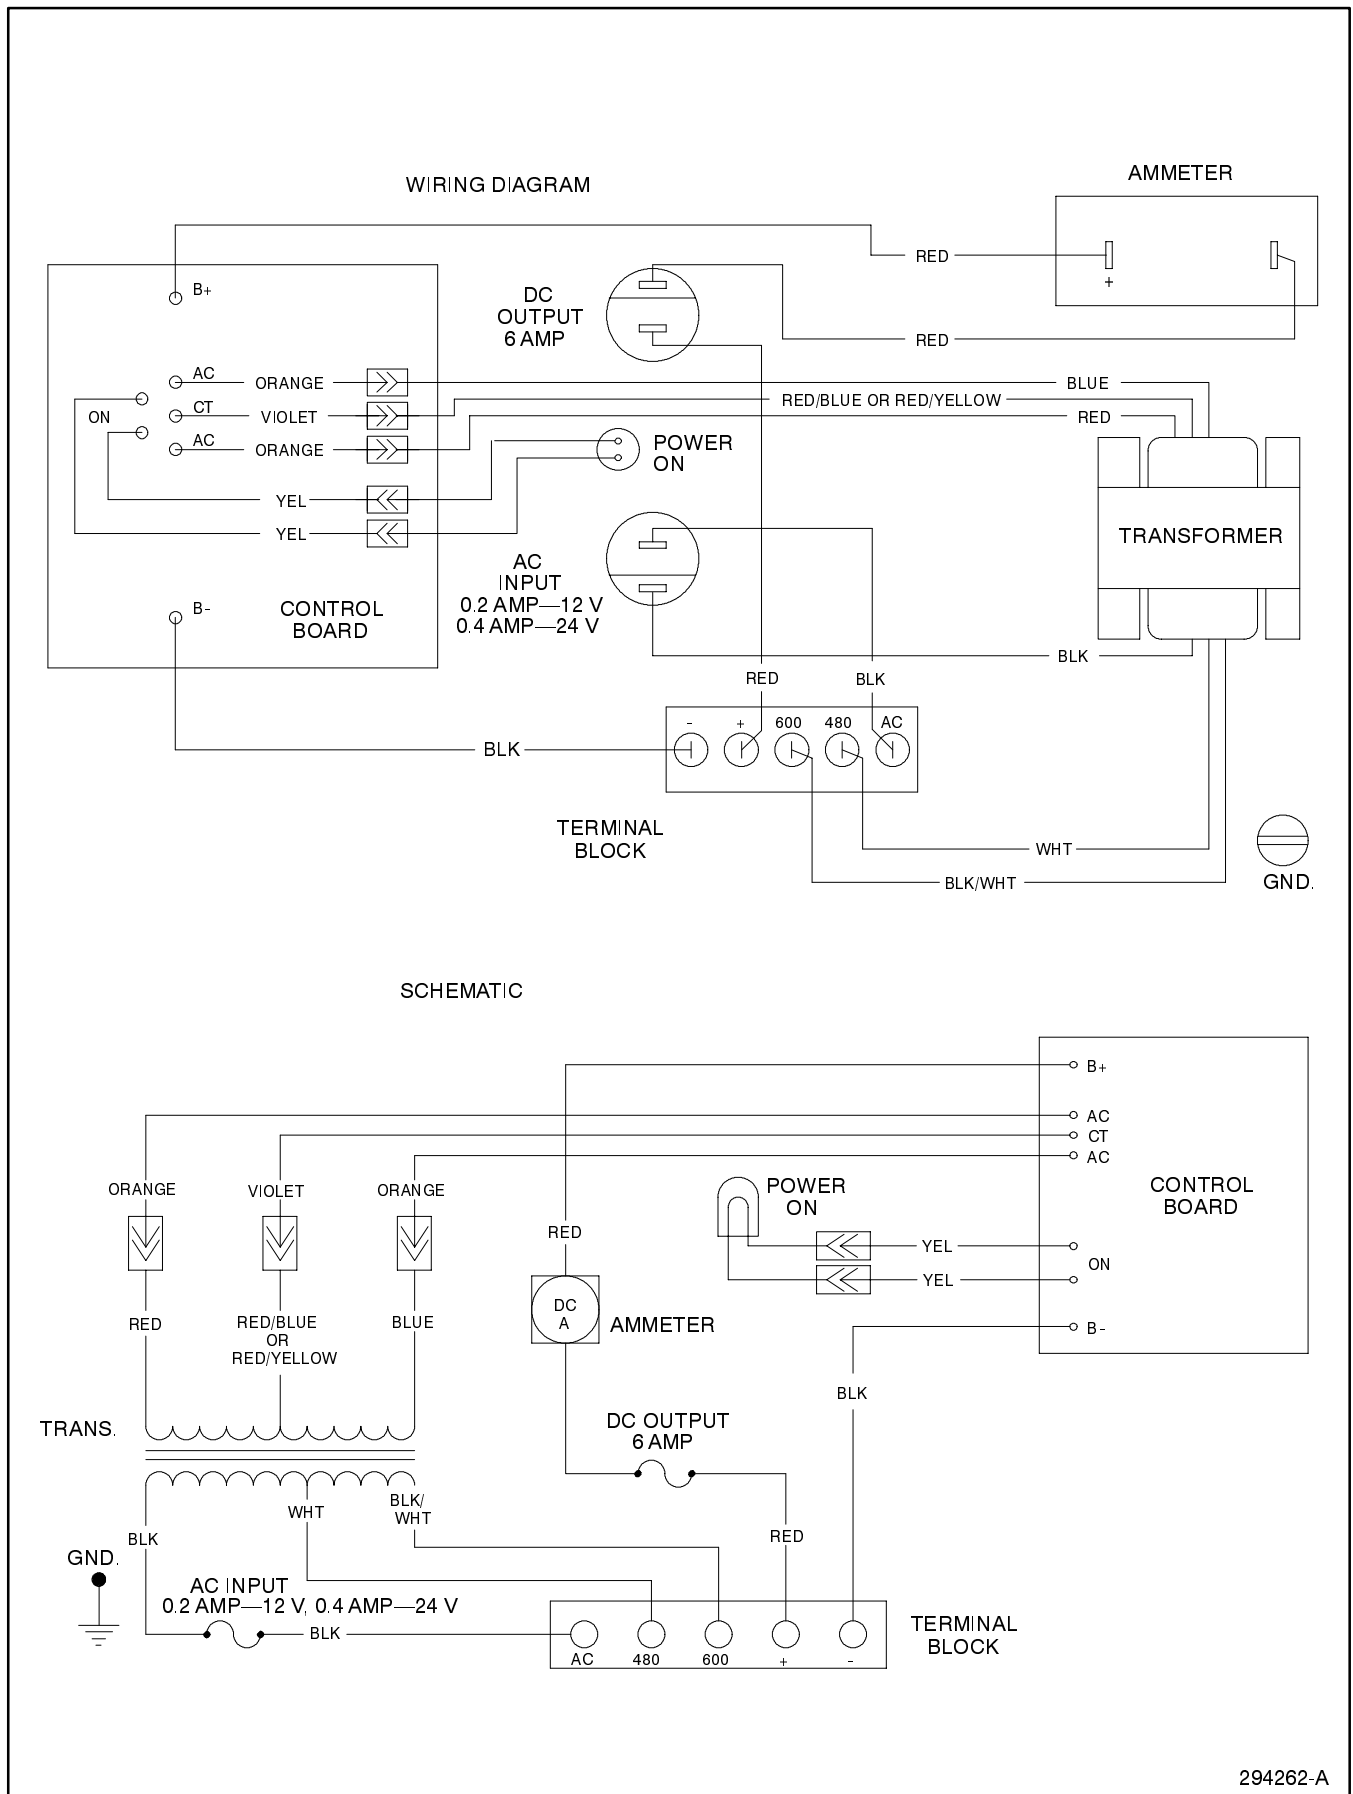 WIRING DIAGRAM
AMMETER
RED
+
B+
DC
OUTPUT
6 AMP
RED
AC
ORANGE
BLUE
CT
VIOLET
RED/BLUE OR RED/YELLOW
ON
AC
ORANGE
RED
POWER
ON
YEL
YEL
TRANSFORMER
AC
INPUT
0.2 AMP—12 V
0.4 AMP—24 V
B-
CONTROL
BOARD
BLK
RED
BLK
- + 600 480 AC
BLK
TERMINAL
BLOCK
WHT
BLK/WHT
GND.
SCHEMATIC
B+
AC
CT
AC
CONTROL
BOARD
ORANGE
VIOLET
ORANGE
POWER
ON
RED
YEL
ON
YEL
DC
A
AMMETER
B-
RED
RED/BLUE
OR
RED/YELLOW
BLUE
BLK
TRANS.
DC OUTPUT
6 AMP
WHT
BLK/
WHT
BLK
RED
GND.
AC INPUT
0.2 AMP—12 V, 0.4 AMP—24 V
BLK
AC 480 600 + -
TERMINAL
BLOCK
294262-A